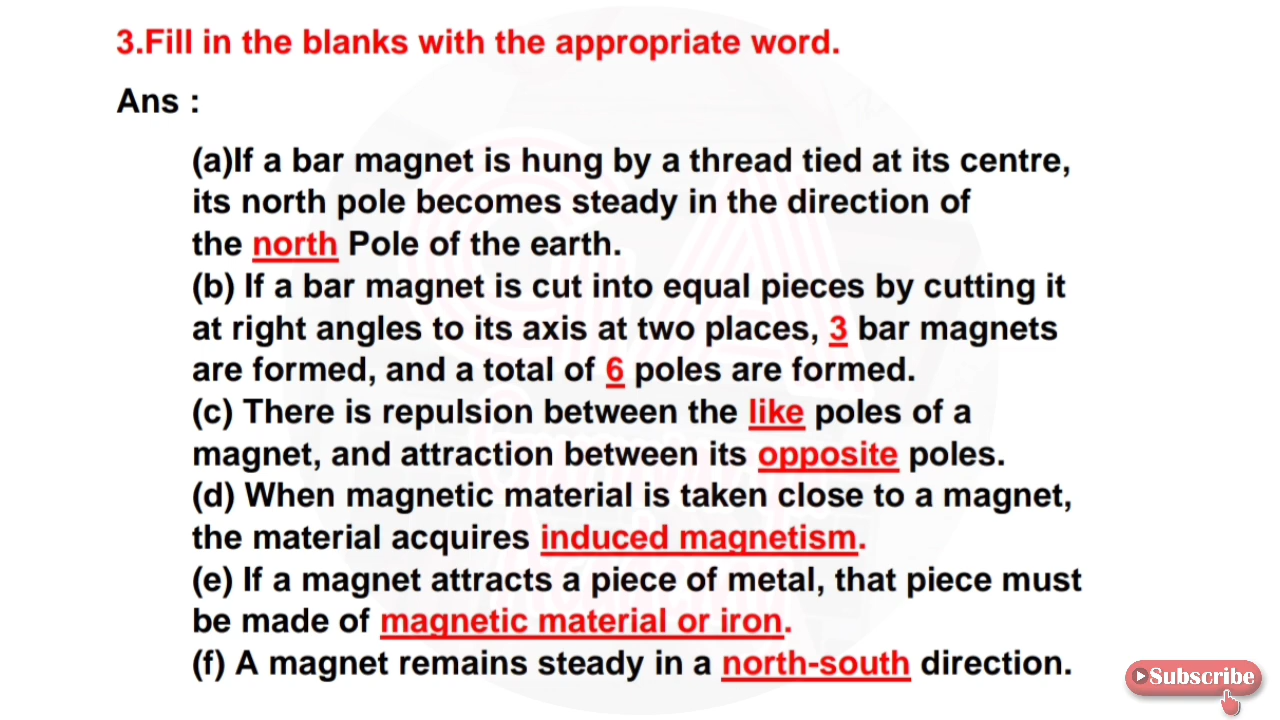 3.Fill in the blanks with the appropriate word.
Ans :
(a)If a bar magnet is hung by a thread tied at its centre,
its north pole becomes steady in the direction of
the north Pole of the earth.
(b) If a bar magnet is cut into equal pieces by cutting it
at right angles to its axis at two places, 3 bar magnets
are formed, and a total of 6 poles are formed.
(c) There is repulsion between the like poles of a
magnet, and attraction between its opposite poles.
(d) When magnetic material is taken close to a magnet,
the material acquires induced magnetism.
(e) If a magnet attracts a piece of metal, that piece must
be made of magnetic material or iron.
(f) A magnet remains steady in a north-south direction.
Subscribe